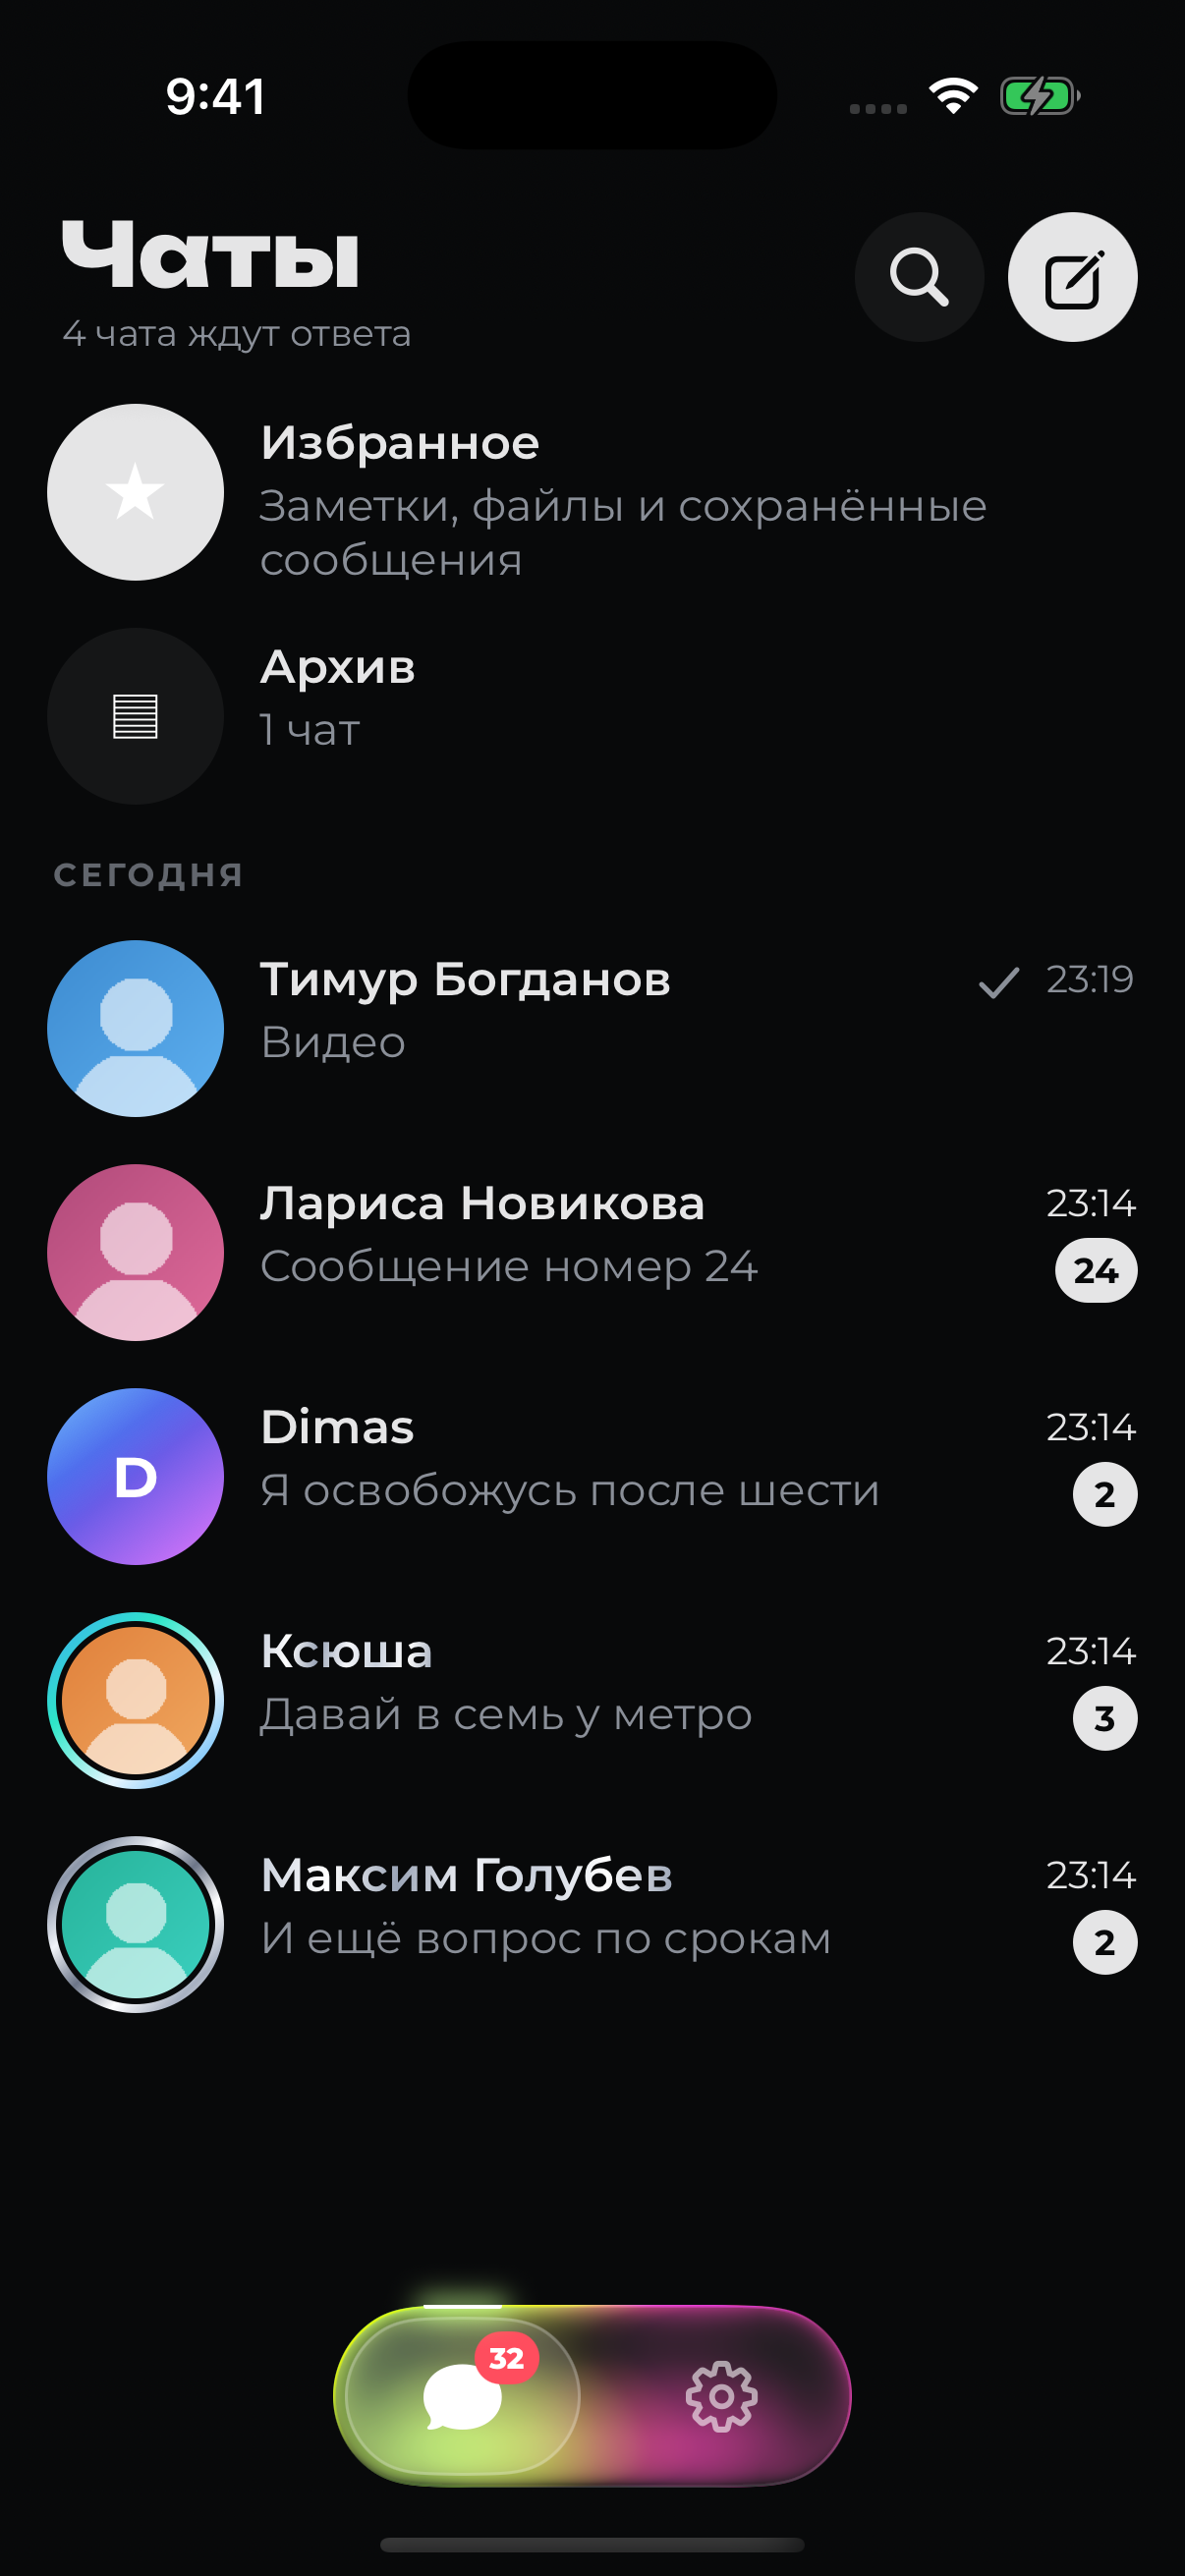 9:41
Чаты
4 чата ждут ответа
Избранное
Заметки, файлы и сохранённые
сообщения
Архив
1 чат
СЕГОДНЯ
Тимур Богданов
23:19
Видео
Лариса Новикова
23:14
Сообщение номер 24
24
D
Dimas
23:14
Я освобожусь после шести
2
Ксюша
23:14
Давай в семь у метро
3
Максим Голубев
23:14
И ещё вопрос по срокам
2
32